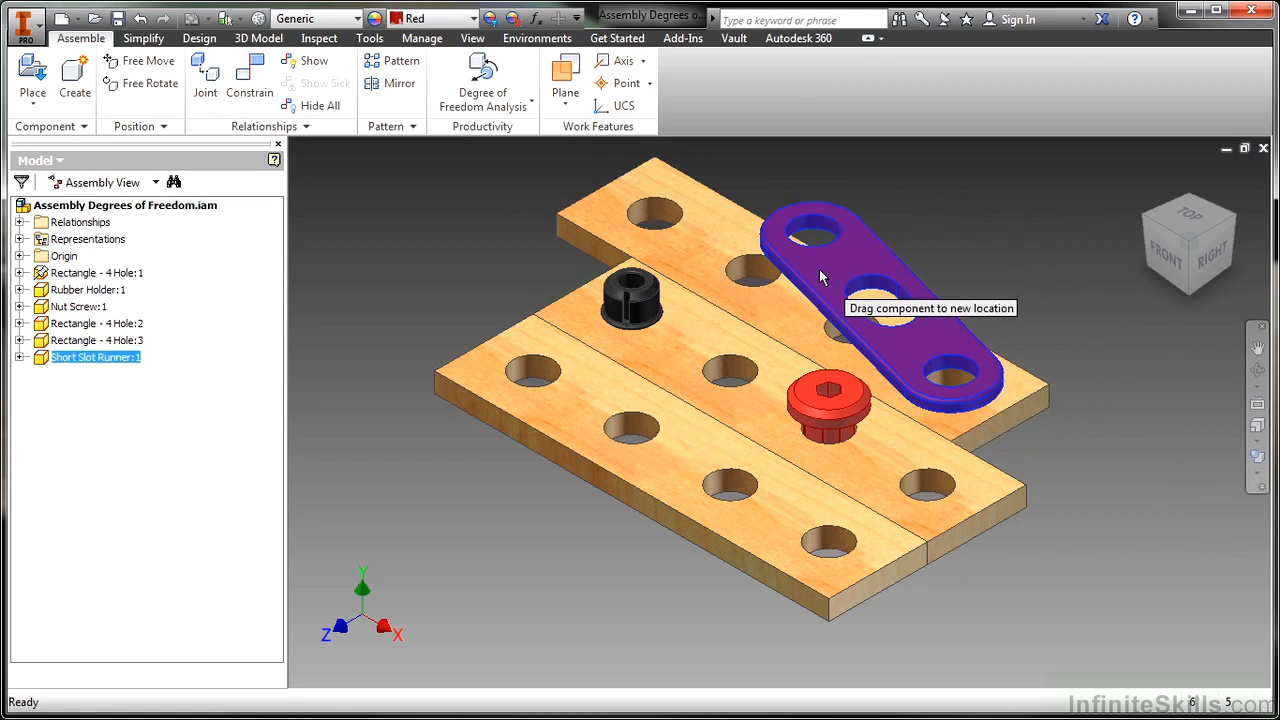 Generic
Red
Assembly Degrees o...
Type a keyword or phrase
Sign In
PRO
Assemble
Simplify
Design
3D Model
Inspect
Tools
Manage
View
Environments
Get Started
Add-Ins
Vault
Autodesk 360
Place
Create
Free Move
Free Rotate
Joint
Constrain
Show
Show Sick
Hide All
Pattern
Mirror
Degree of
Freedom Analysis
Plane
Axis
Point
UCS
Component
Position
Relationships
Pattern
Productivity
Work Features
Model
Assembly View
Assembly Degrees of Freedom.iam
Relationships
Representations
Origin
Rectangle - 4 Hole:1
Rubber Holder:1
Nut Screw:1
Rectangle - 4 Hole:2
Rectangle - 4 Hole:3
Short Slot Runner:1
Drag component to new location
TOP
FRONT
RIGHT
Y
Z
X
Ready
6
5
InfiniteSkills.com